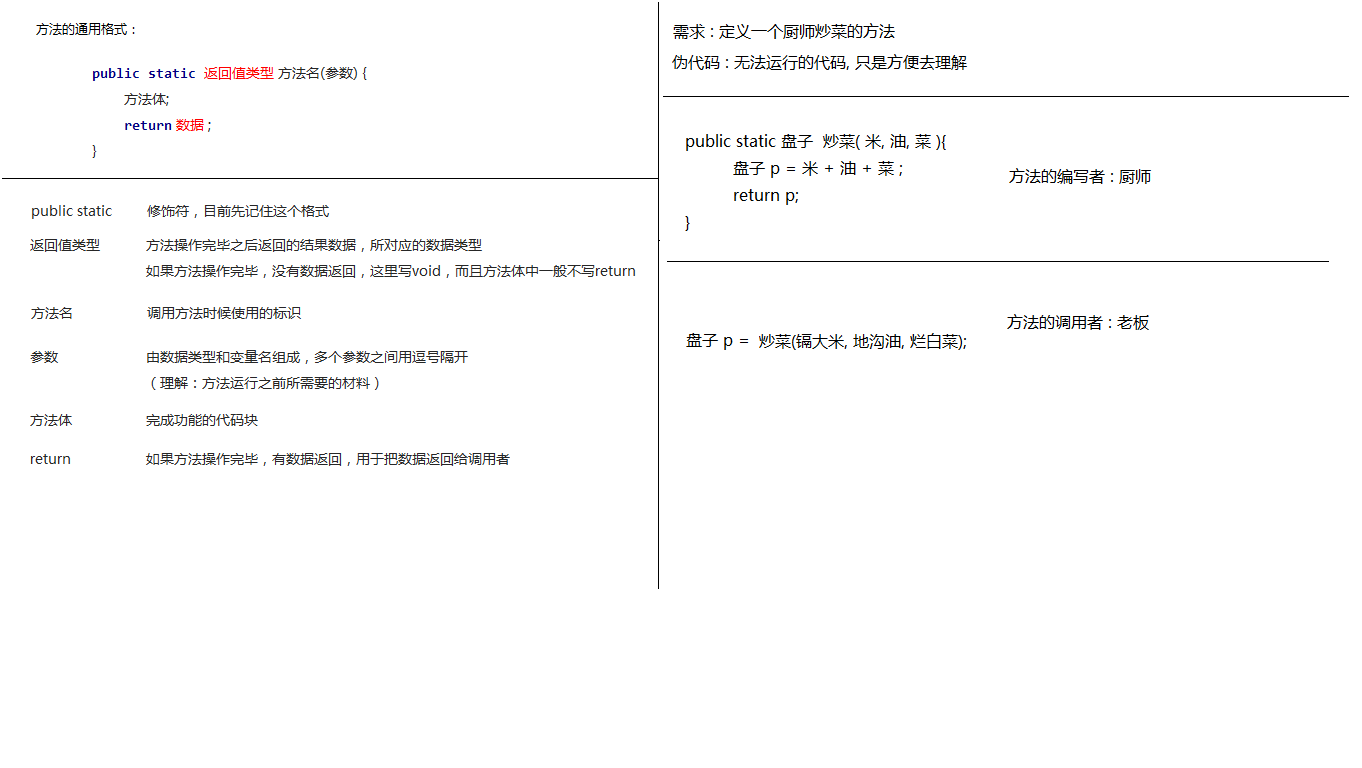 方法的通用格式：
public static 返回值类型 方法名(参数) {
方法体;
return 数据 ;
}
public static 修饰符，目前先记住这个格式
返回值类型 方法操作完毕之后返回的结果数据，所对应的数据类型
如果方法操作完毕，没有数据返回，这里写void，而且方法体中一般不写return
方法名 调用方法时候使用的标识
参数 由数据类型和变量名组成，多个参数之间用逗号隔开
（理解：方法运行之前所需要的材料）
方法体 完成功能的代码块
return 如果方法操作完毕，有数据返回，用于把数据返回给调用者
需求 : 定义一个厨师炒菜的方法
伪代码 : 无法运行的代码, 只是方便去理解
public static 盘子 炒菜( 米, 油, 菜 ){
盘子 p = 米 + 油 + 菜 ;
return p;
}
方法的编写者 : 厨师
方法的调用者 : 老板
盘子 p = 炒菜(镉大米, 地沟油, 烂白菜);